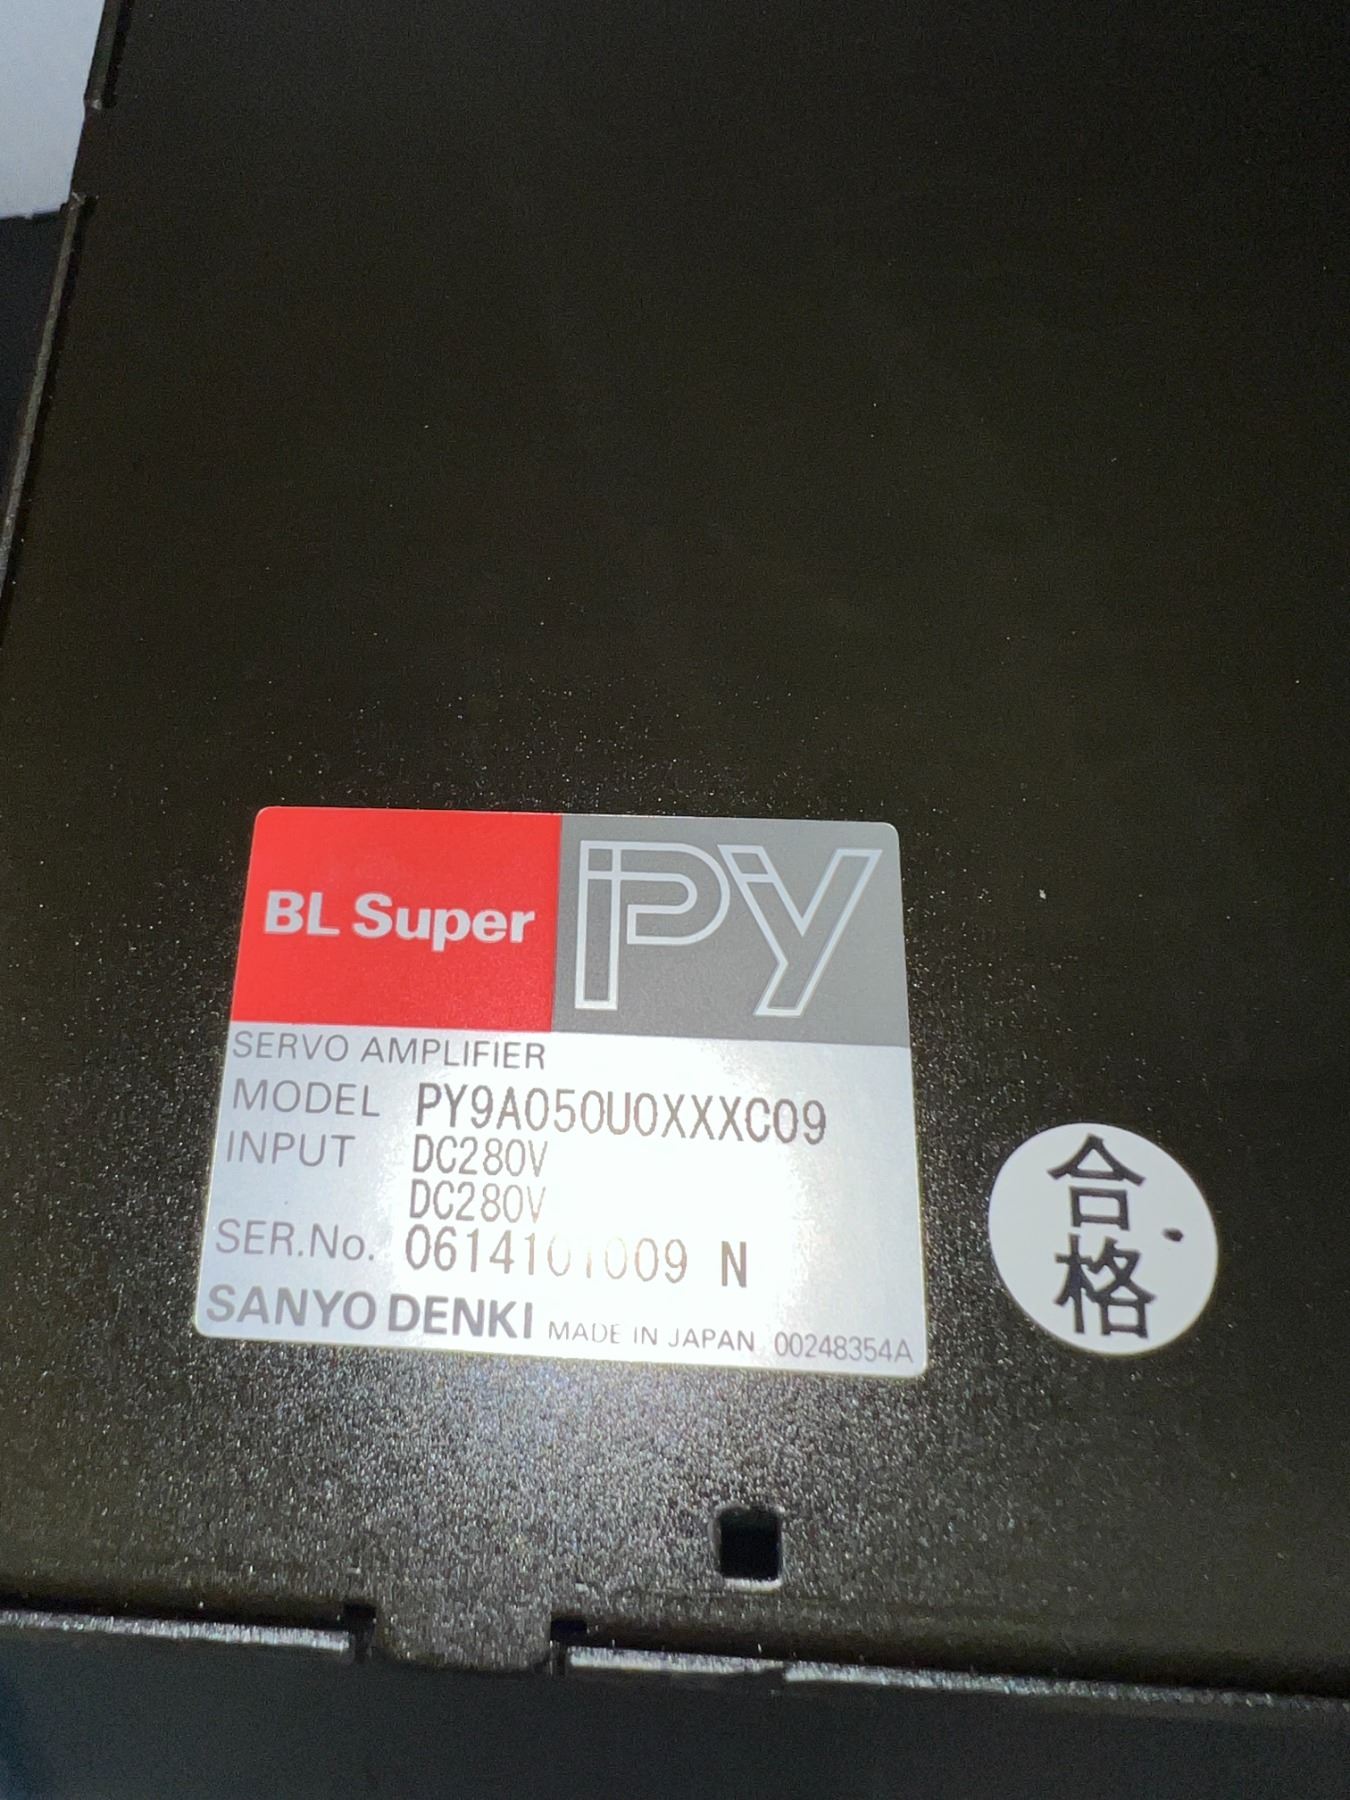 BL Super PY
SERVO AMPLIFIER
MODEL PY9A050U0XXXC09
INPUT DC280V
DC280V
SER.No. 0614101009 N
SANYO DENKI MADE IN JAPAN 00248354A
合
格